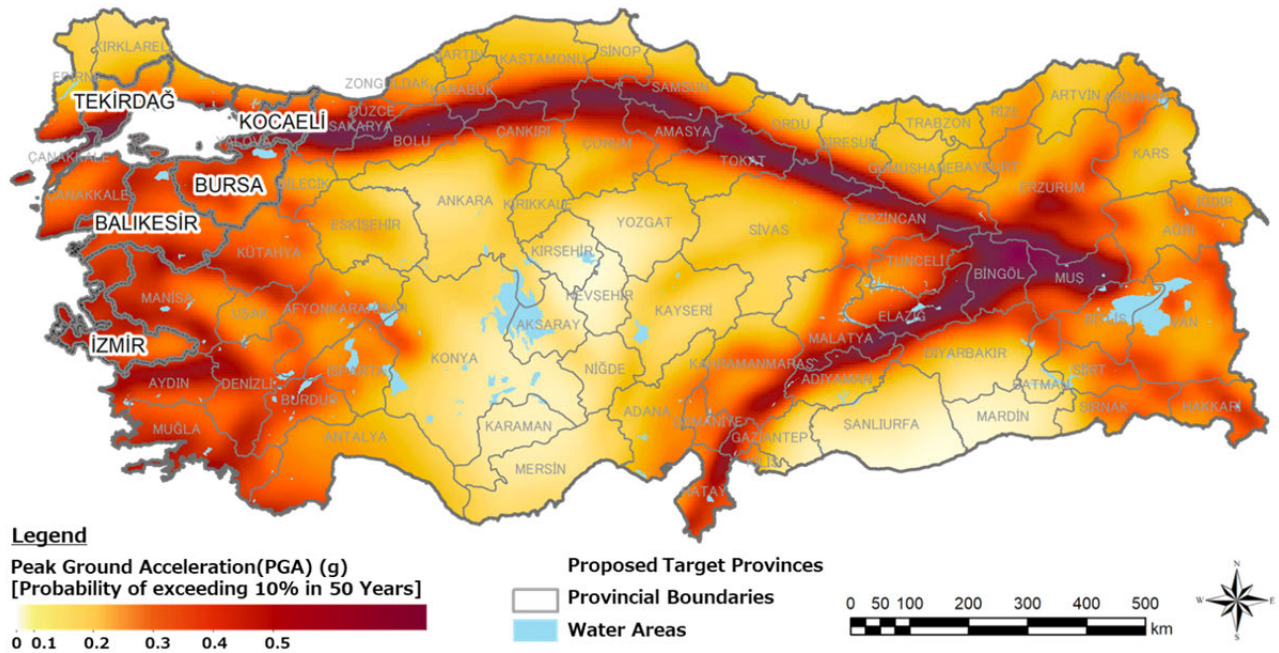 KIRKLARELİ
EDİRNE
TEKİRDAĞ
KOCAELİ
YALOVA
SAKARYA
DÜZCE
BOLU
ZONGULDAK
BARTIN
KARABÜK
KASTAMONU
SİNOP
ÇANKIRI
ÇORUM
SAMSUN
AMASYA
TOKAT
ORDU
GİRESUN
TRABZON
GÜMÜŞHANE
BAYBURT
RİZE
ARTVİN
ARDAHAN
KARS
ERZURUM
IĞDIR
AĞRI
ÇANAKKALE
ÇANAKKALE
BURSA
BİLECİK
BALIKESİR
ESKİŞEHİR
ANKARA
KIRIKKALE
YOZGAT
SİVAS
ERZİNCAN
TUNCELİ
BİNGÖL
MUŞ
KÜTAHYA
KIRŞEHİR
NEVŞEHİR
KAYSERİ
MALATYA
ELAZIĞ
BİTLİS
VAN
MANİSA
UŞAK
AFYONKARAHİSAR
AKSARAY
İZMİR
KONYA
NİĞDE
KAHRAMANMARAŞ
ADIYAMAN
DİYARBAKIR
BATMAN
SİİRT
AYDIN
DENİZLİ
ISPARTA
BURDUR
ADANA
OSMANİYE
GAZİANTEP
ŞANLIURFA
MARDİN
ŞIRNAK
HAKKARİ
MUĞLA
ANTALYA
KARAMAN
MERSİN
KİLİS
HATAY
Legend
Peak Ground Acceleration(PGA) (g)
[Probability of exceeding 10% in 50 Years]
0 0.1 0.2 0.3 0.4 0.5
Proposed Target Provinces
Provincial Boundaries
Water Areas
0 50 100 200 300 400 500
km
N
W E
S